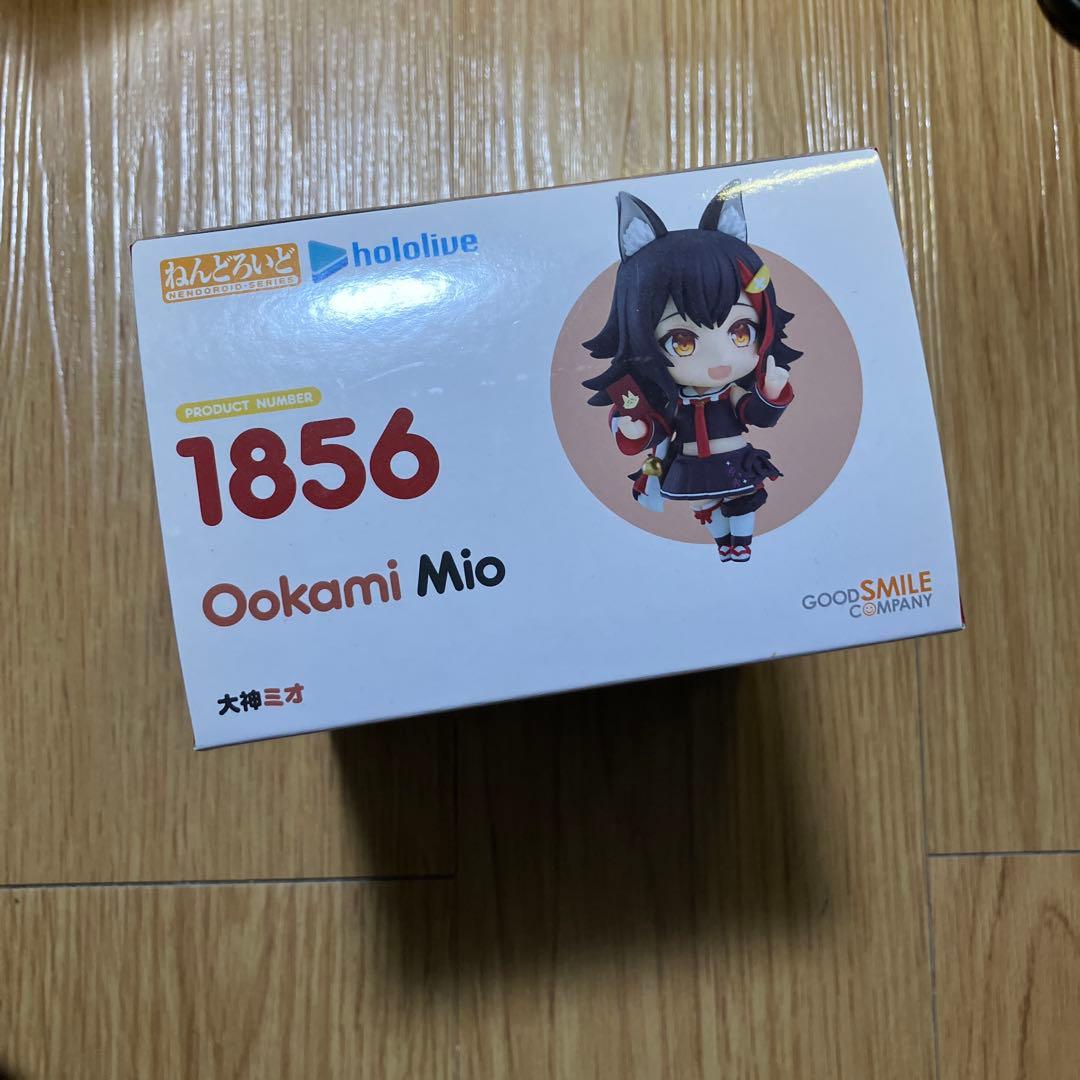 ねんどろいど
NENDOROID-SERIES
hololive
PRODUCT NUMBER
1856
Ookami Mio
大神ミオ
GOOD SMILE
COMPANY